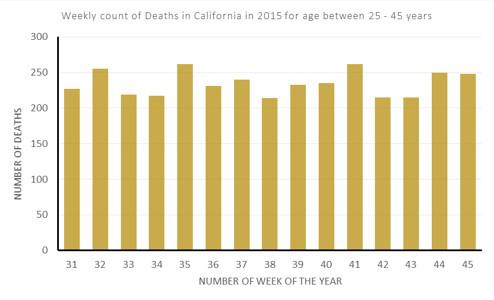 Weekly count of Deaths in California in 2015 for age between 25 - 45 years
300
250
200
150
100
50
0
NUMBER OF DEATHS
31 32 33 34 35 36 37 38 39 40 41 42 43 44 45
NUMBER OF WEEK OF THE YEAR